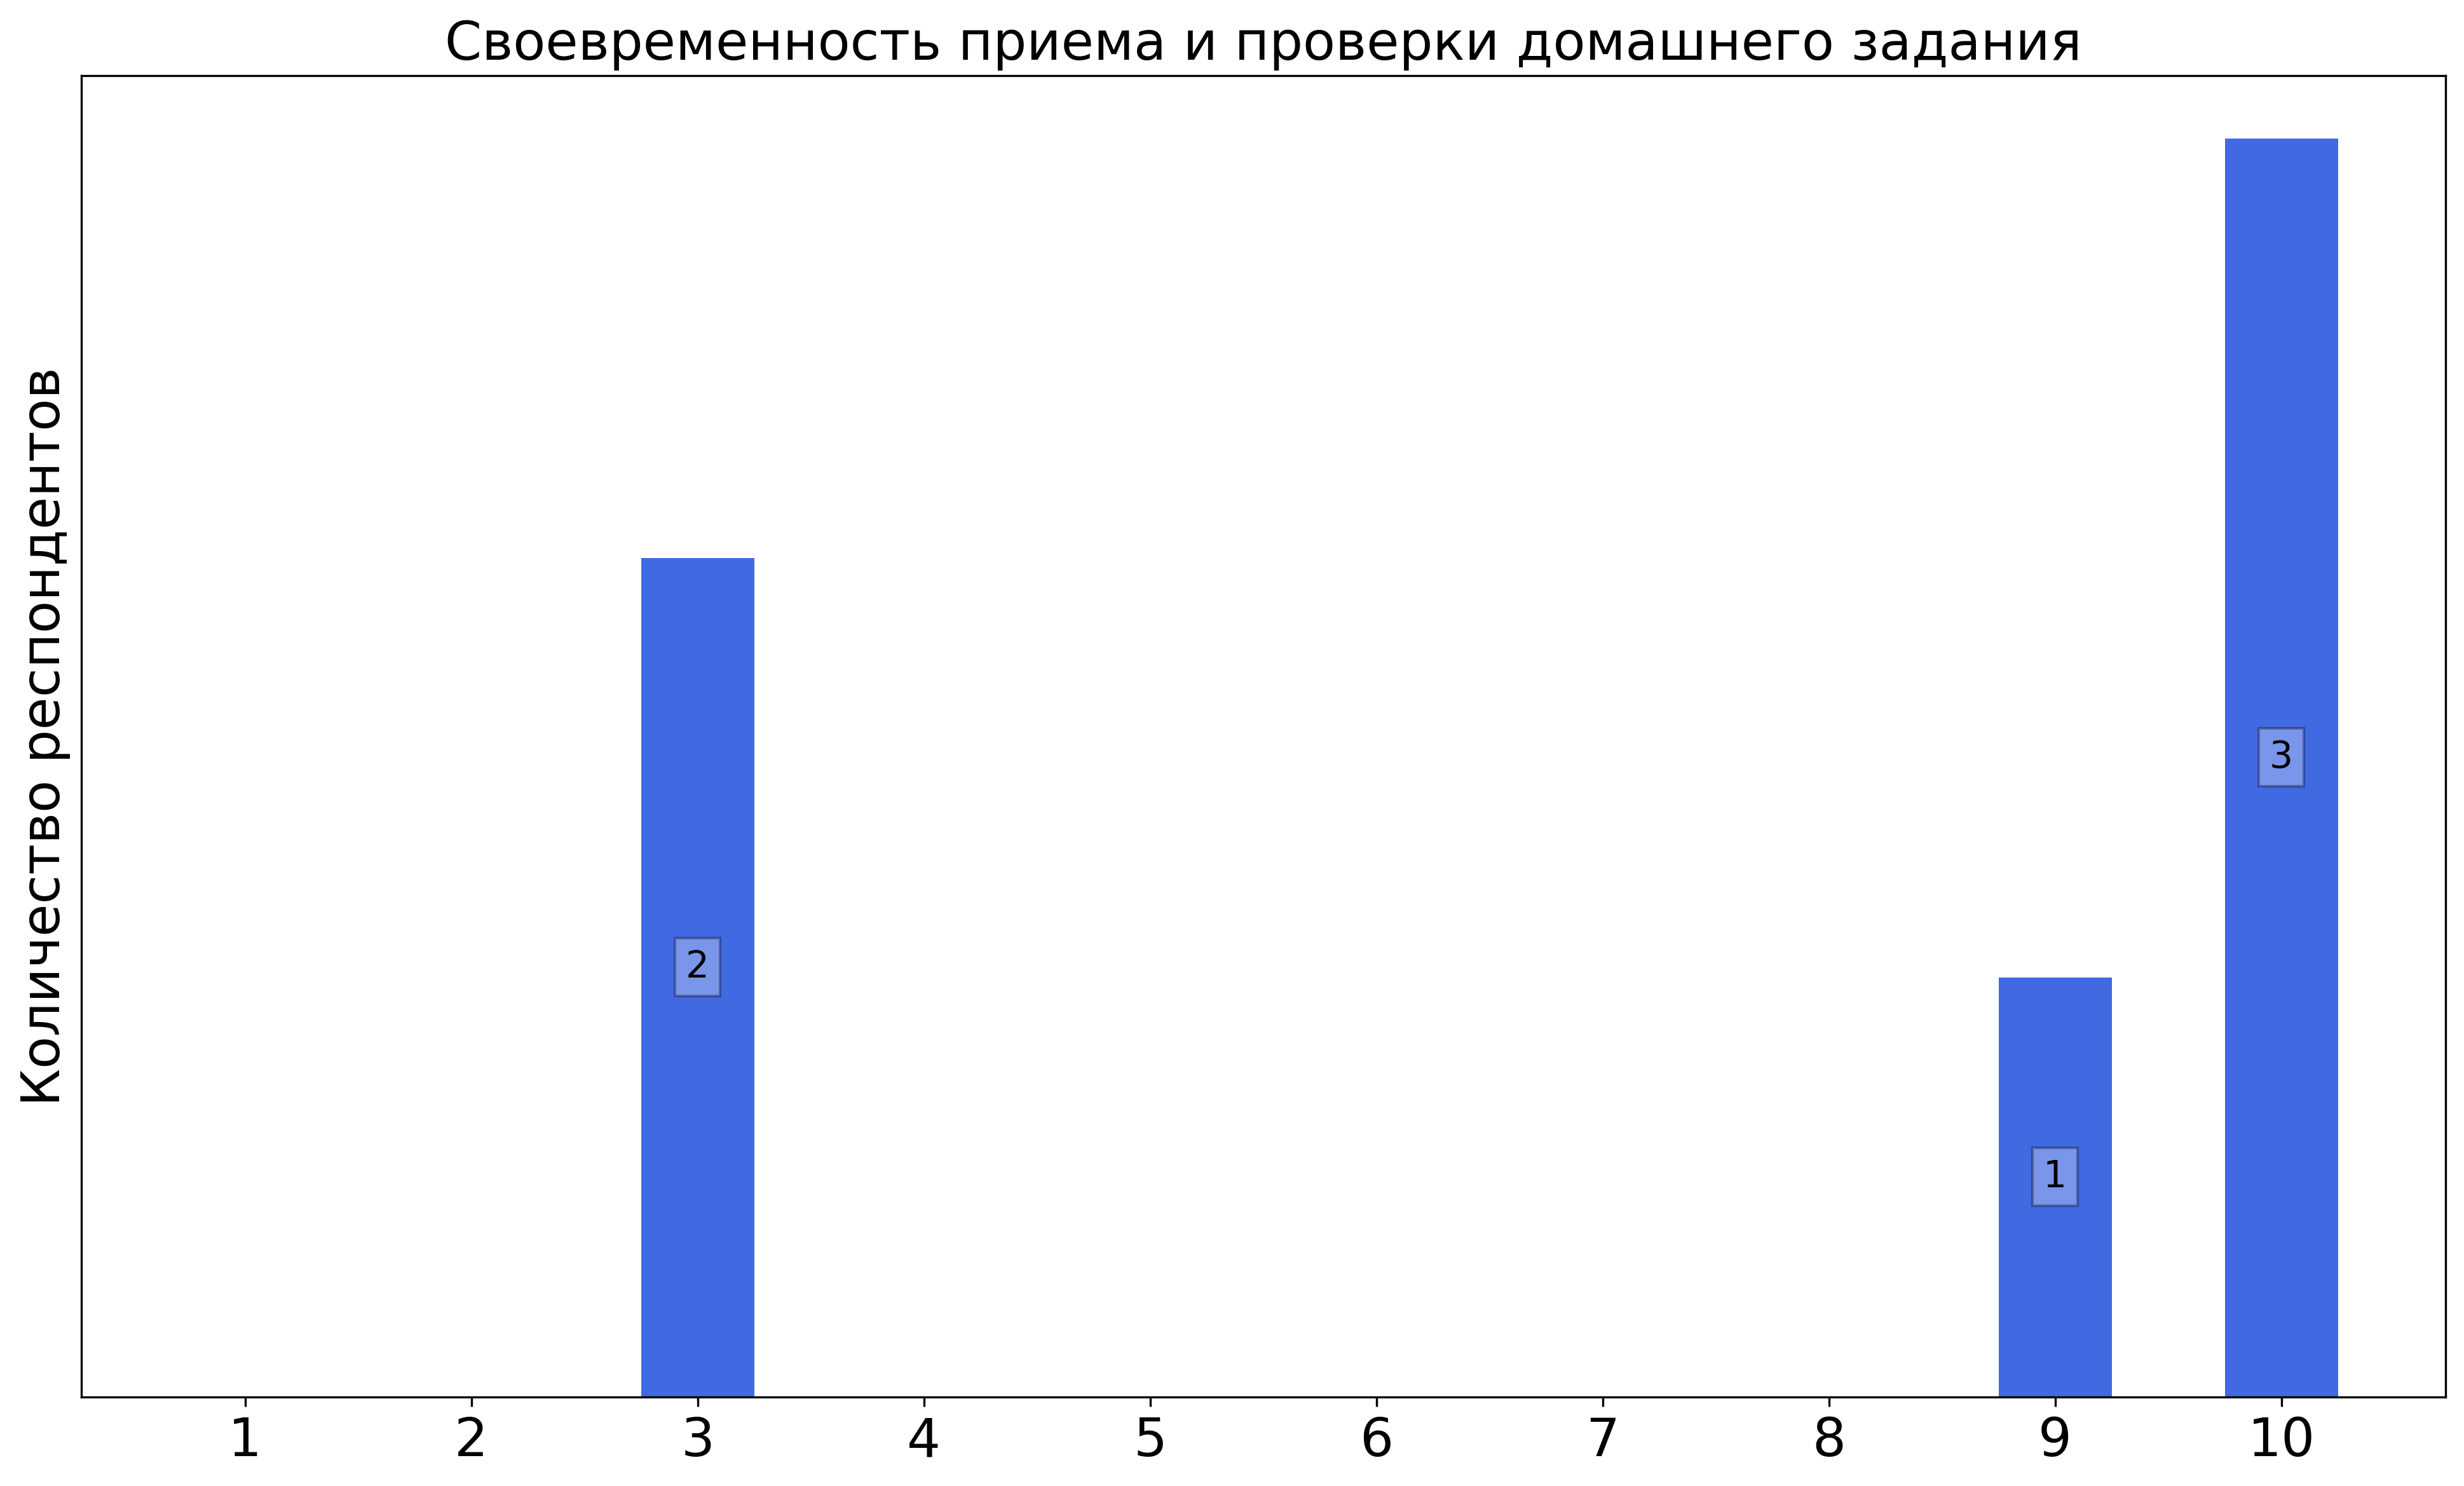 Своевременность приема и проверки домашнего задания
Количество респондентов
3
2
1
1 2 3 4 5 6 7 8 9 10